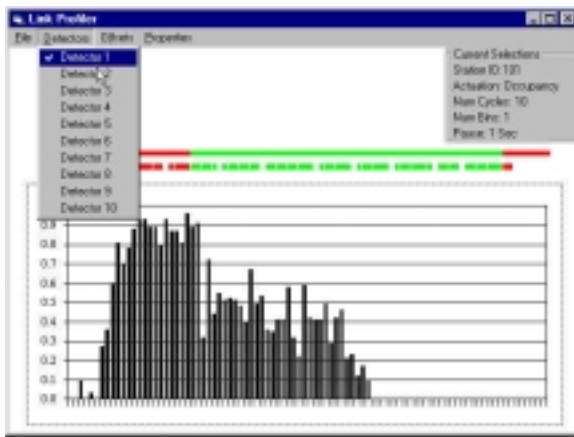 Link Profiler
File Detectors Offsets Properties
Detector 1
Detector 2
Detector 3
Detector 4
Detector 5
Detector 6
Detector 7
Detector 8
Detector 9
Detector 10
Current Selections
Station ID: 101
Actuation: Occupancy
Num Cycles: 10
Num Bins: 1
Pause: 1 Sec
0.9
0.8
0.7
0.6
0.5
0.4
0.3
0.2
0.1
0.0